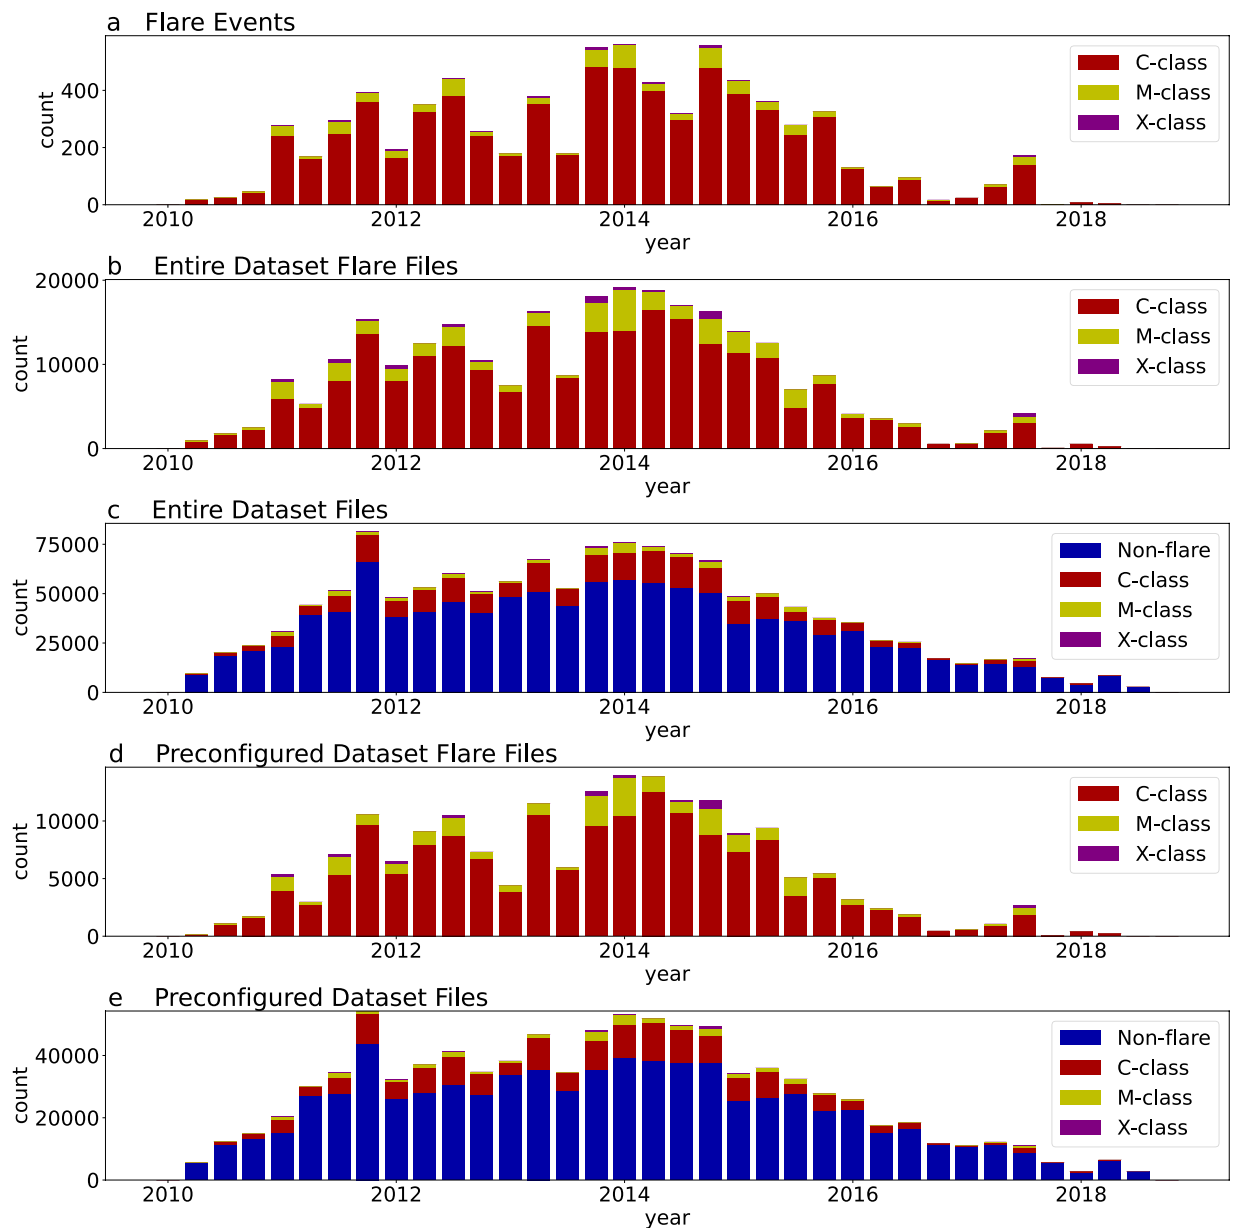 a Flare Events
C-class
M-class
X-class
count
400
200
0
2010 2012 2014 2016 2018
year
b Entire Dataset Flare Files
C-class
M-class
X-class
count
20000
10000
0
2010 2012 2014 2016 2018
year
c Entire Dataset Files
Non-flare
C-class
M-class
X-class
count
75000
50000
25000
0
2010 2012 2014 2016 2018
year
d Preconfigured Dataset Flare Files
C-class
M-class
X-class
count
10000
5000
0
2010 2012 2014 2016 2018
year
e Preconfigured Dataset Files
Non-flare
C-class
M-class
X-class
count
40000
20000
0
2010 2012 2014 2016 2018
year